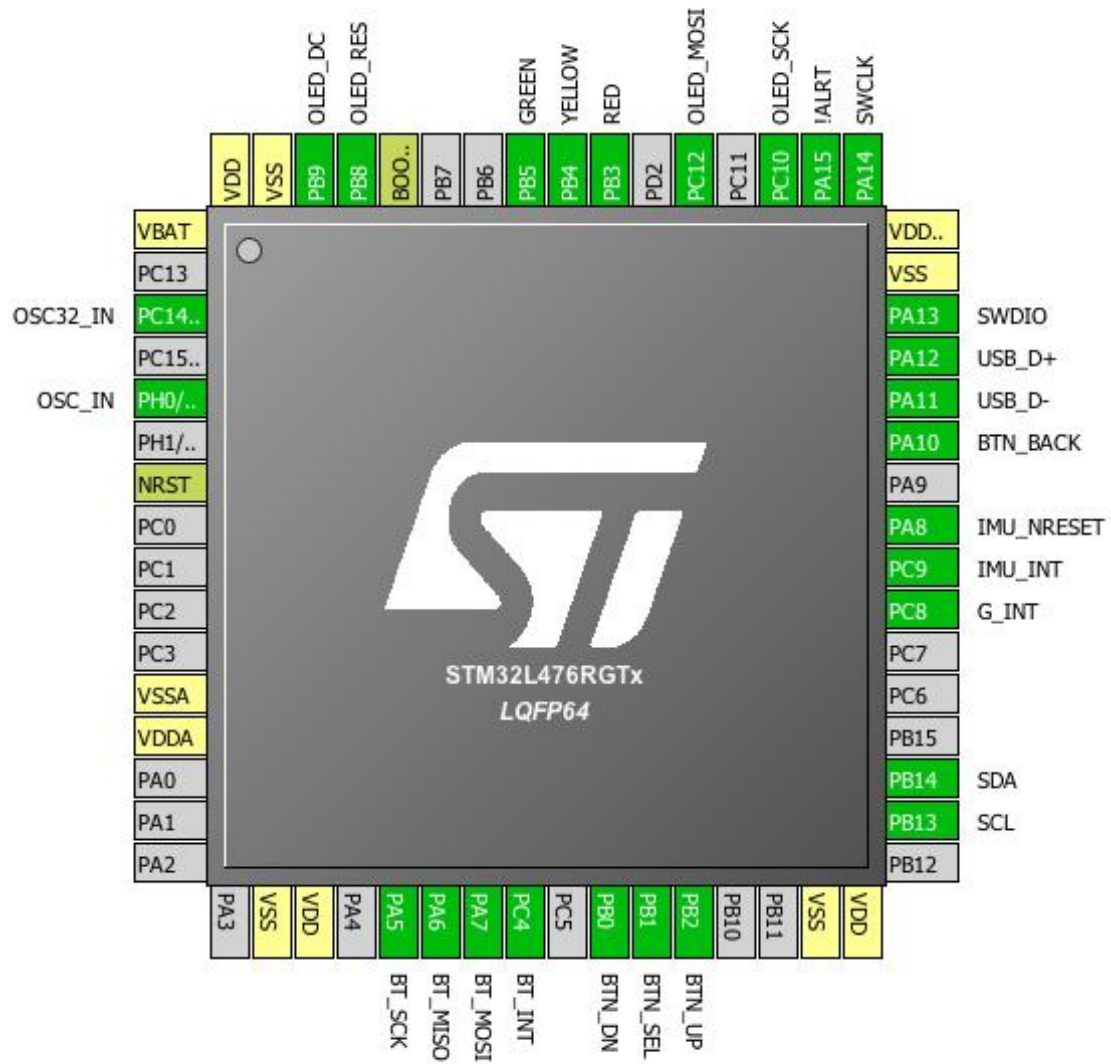 OLED_DC
OLED_RES
GREEN
YELLOW
RED
OLED_MOSI
OLED_SCK
!ALRT
SWCLK
VDD
VSS
PB9
PB8
BOO..
PB7
PB6
PB5
PB4
PB3
PD2
PC12
PC11
PC10
PA15
PA14
VBAT
PC13
OSC32_IN PC14..
PC15..
OSC_IN PH0/..
PH1/..
NRST
PC0
PC1
PC2
PC3
VSSA
VDDA
PA0
PA1
PA2
VDD..
VSS
PA13 SWDIO
PA12 USB_D+
PA11 USB_D-
PA10 BTN_BACK
PA9
PA8 IMU_NRESET
PC9 IMU_INT
PC8 G_INT
PC7
PC6
PB15
PB14 SDA
PB13 SCL
PB12
ST
STM32L476RGTx
LQFP64
PA3
VSS
VDD
PA4
PA5
PA6
PA7
PC4
PC5
PB0
PB1
PB2
PB10
PB11
VSS
VDD
BT_SCK
BT_MISO
BT_MOSI
BT_INT
BTN_DN
BTN_SEL
BTN_UP